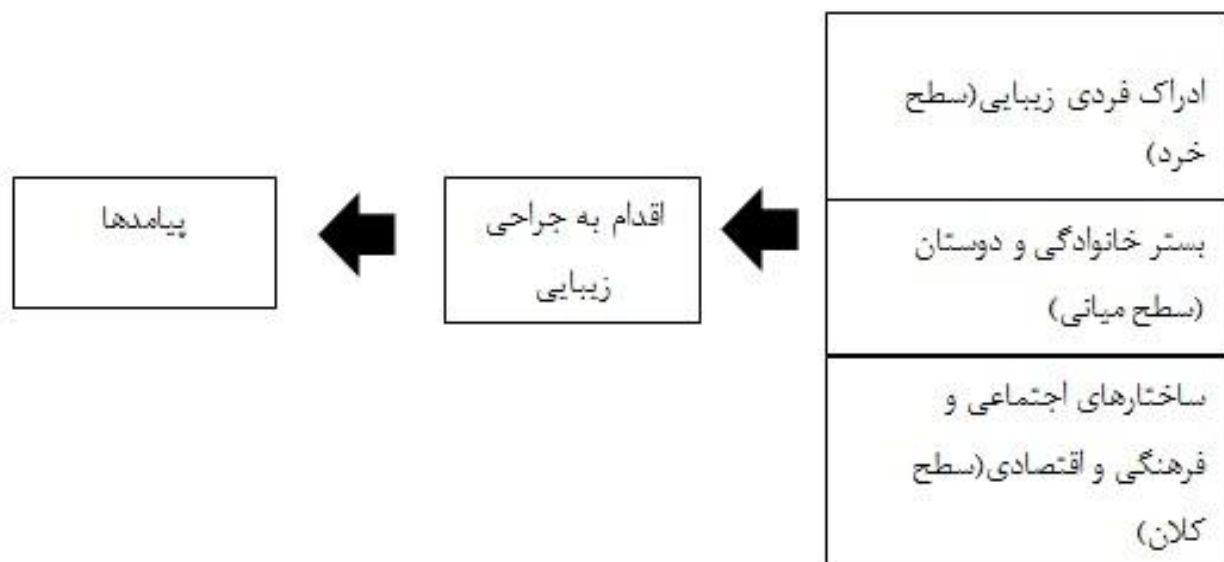 ادراک فردی زیبایی(سطح
خرد)
بستر خانوادگی و دوستان
(سطح میانی)
ساختارهای اجتماعی و
فرهنگی و اقتصادی(سطح
کلان)
اقدام به جراحی
زیبایی
پیامدها